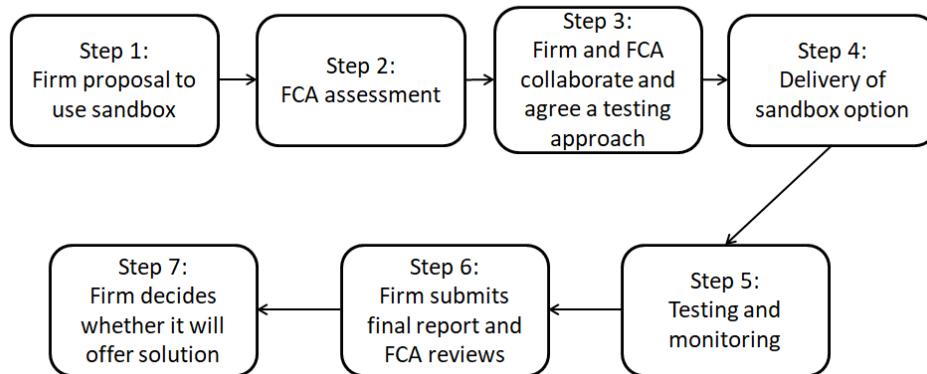 Step 1:
Firm proposal to
use sandbox
Step 2:
FCA assessment
Step 3:
Firm and FCA
collaborate and
agree a testing
approach
Step 4:
Delivery of
sandbox option
Step 5:
Testing and
monitoring
Step 6:
Firm submits
final report and
FCA reviews
Step 7:
Firm decides
whether it will
offer solution